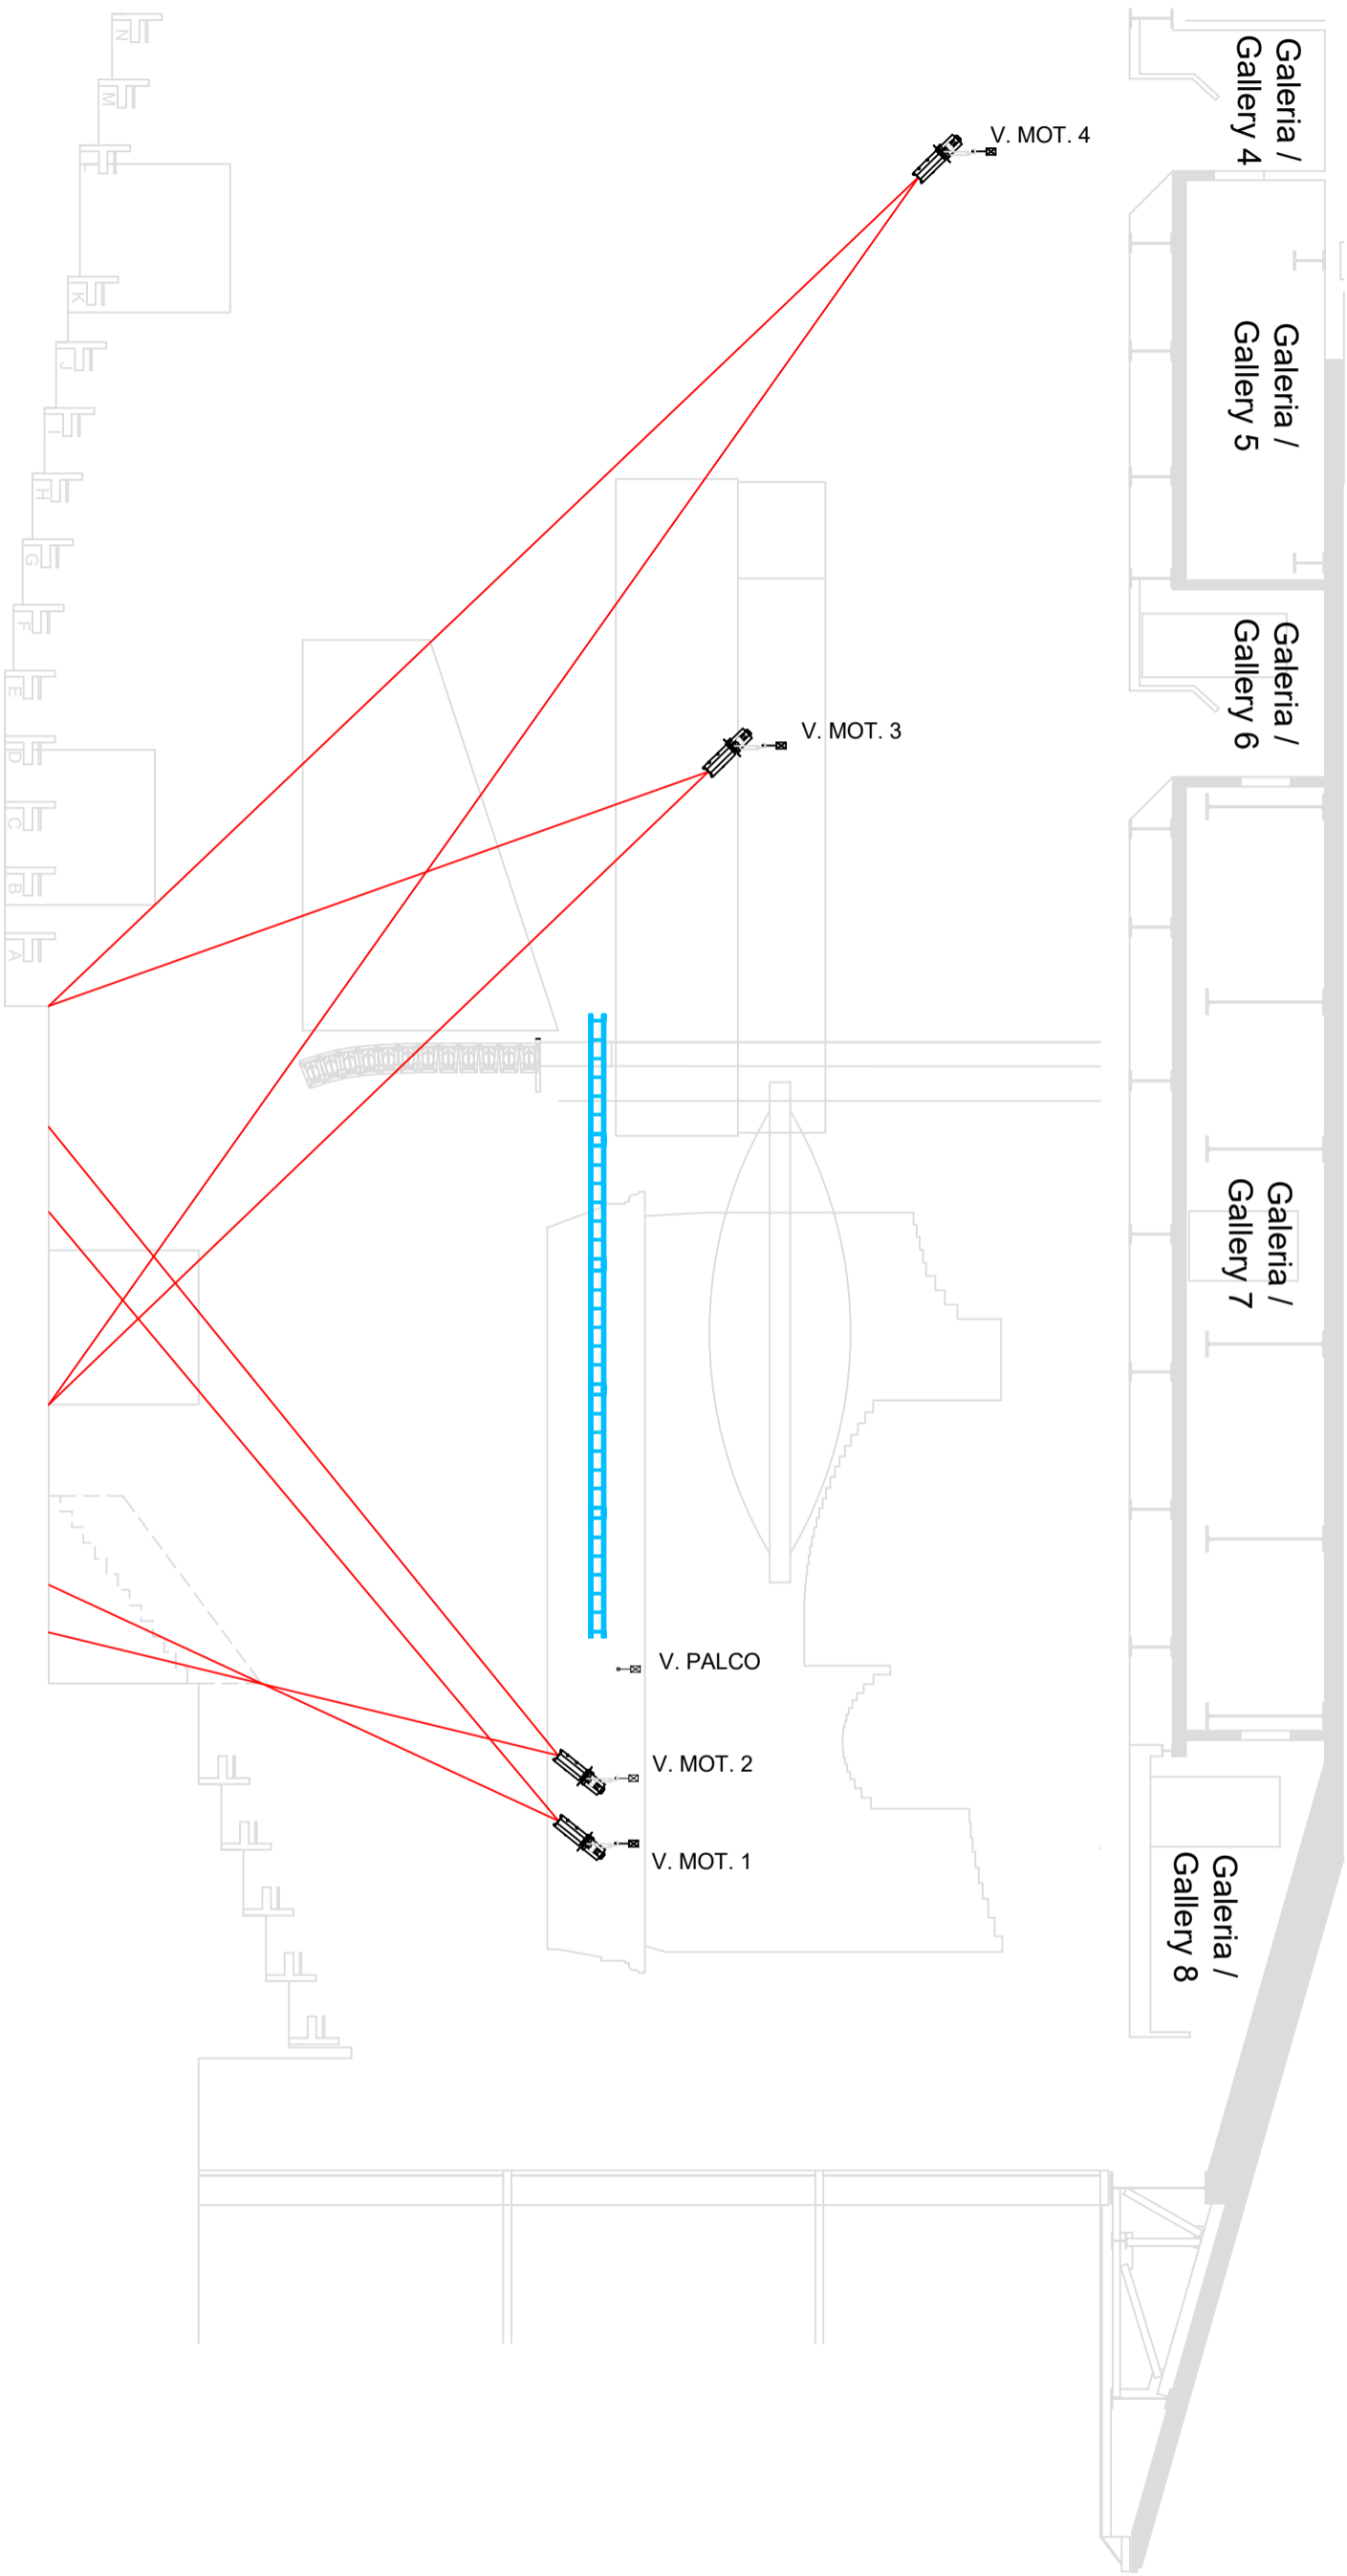 Galeria /
Gallery 4
V. MOT. 4
Galeria /
Gallery 5
Galeria /
Gallery 6
V. MOT. 3
Galeria /
Gallery 7
V. PALCO
V. MOT. 2
V. MOT. 1
Galeria /
Gallery 8
N
M
L
K
J
I
H
G
F
E
D
C
B
A